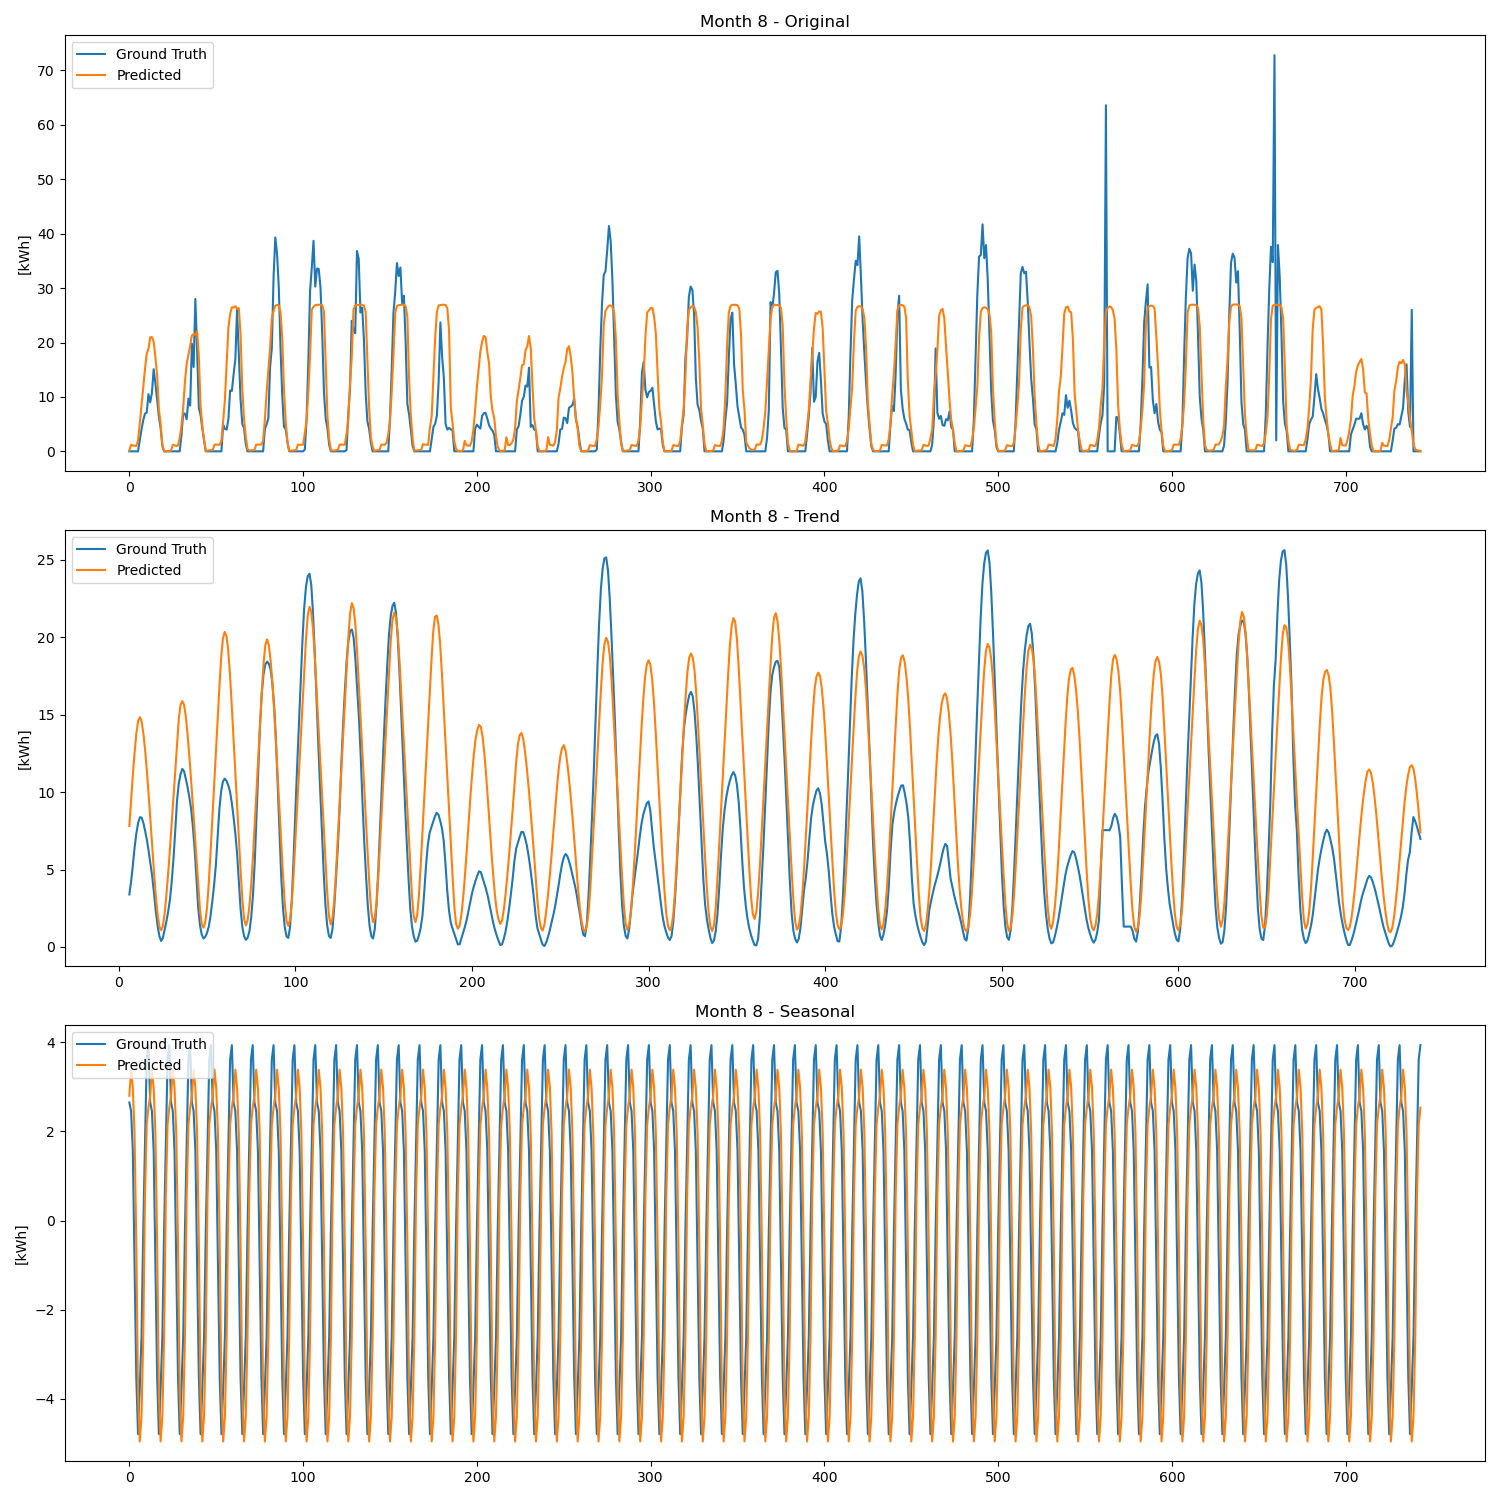 Month 8 - Original
Ground Truth
Predicted
[kWh]
70
60
50
40
30
20
10
0
0 100 200 300 400 500 600 700
Month 8 - Trend
Ground Truth
Predicted
[kWh]
25
20
15
10
5
0
0 100 200 300 400 500 600 700
Month 8 - Seasonal
Ground Truth
Predicted
[kWh]
4
2
0
−2
−4
0 100 200 300 400 500 600 700